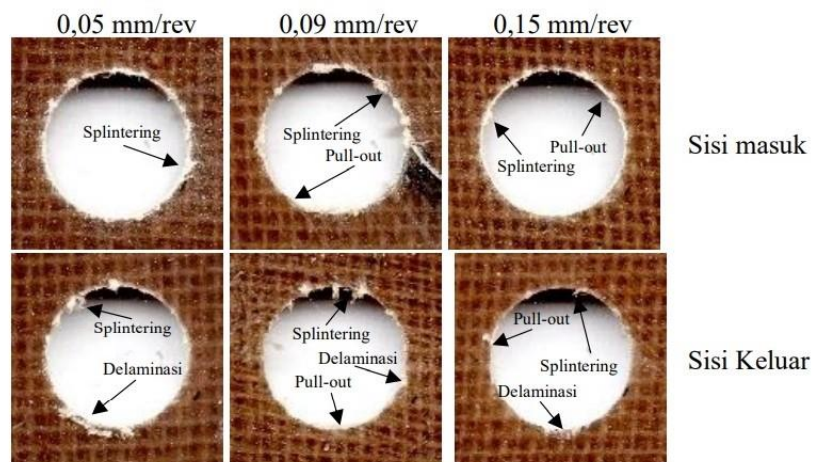 0,05 mm/rev 0,09 mm/rev 0,15 mm/rev
Splintering
Splintering
Pull-out
Pull-out
Splintering
Sisi masuk
Splintering
Delaminasi
Splintering
Delaminasi
Pull-out
Pull-out
Splintering
Delaminasi
Sisi Keluar